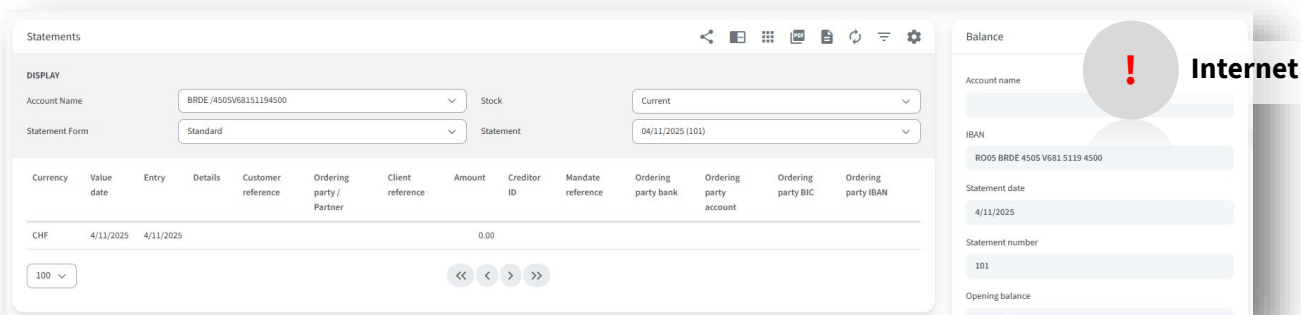 Statements
Balance
Internet
DISPLAY
Account Name
BRDE /450SV68151194500
Stock
Current
Statement Form
Standard
Statement
04/11/2025 (101)
Currency Value date Entry Details Customer reference Ordering party / Partner Client reference Amount Creditor ID Mandate reference Ordering party bank Ordering party account Ordering party BIC Ordering party IBAN
CHF 4/11/2025 4/11/2025 0.00
100
PDF
Account name
!
IBAN
RO05 BRDE 450S V681 5119 4500
Statement date
4/11/2025
Statement number
101
Opening balance